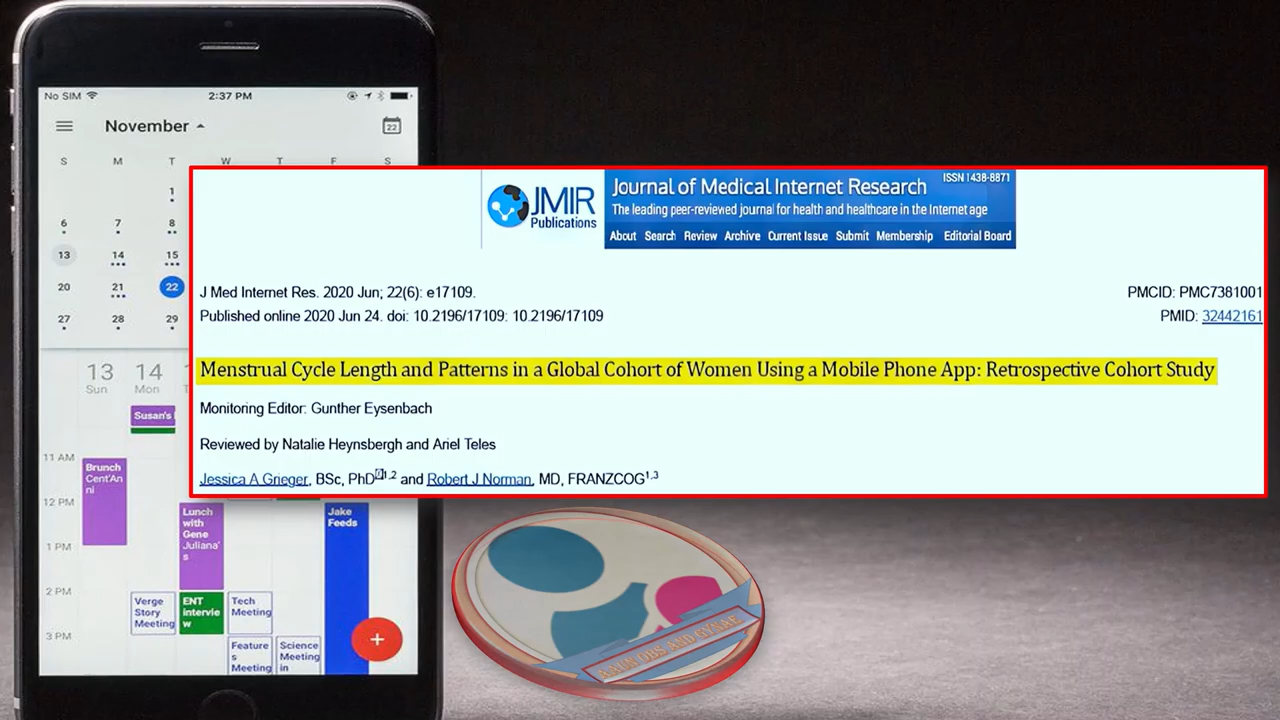 No SIM 2:37 PM
November 22
S M T W T F S
1
6 7 8
13 14 15
20 21 22
27 28 29
13 14
Sun Mon
Susan's
11 AM
Brunch
Cent'An
ni
12 PM
Lunch
with
Gene
Juliana'
s
Jake
Feeds
1 PM
2 PM
Verge
Story
Meeting
ENT
intervie
w
Tech
Meeting
3 PM
Feature
s
Meeting
Science
Meeting
in
+
JMIR
Publications
Journal of Medical Internet Research
ISSN 1438-8871
The leading peer-reviewed journal for health and healthcare in the Internet age
About Search Review Archive Current Issue Submit Membership Editorial Board
J Med Internet Res. 2020 Jun; 22(6): e17109.
PMCID: PMC7381001
Published online 2020 Jun 24. doi: 10.2196/17109: 10.2196/17109
PMID: 32442161
Menstrual Cycle Length and Patterns in a Global Cohort of Women Using a Mobile Phone App: Retrospective Cohort Study
Monitoring Editor: Gunther Eysenbach
Reviewed by Natalie Heynsbergh and Ariel Teles
Jessica A Grieger, BSc, PhD 1,2 and Robert J Norman, MD, FRANZCOG1,3
OBS AND GYNAE